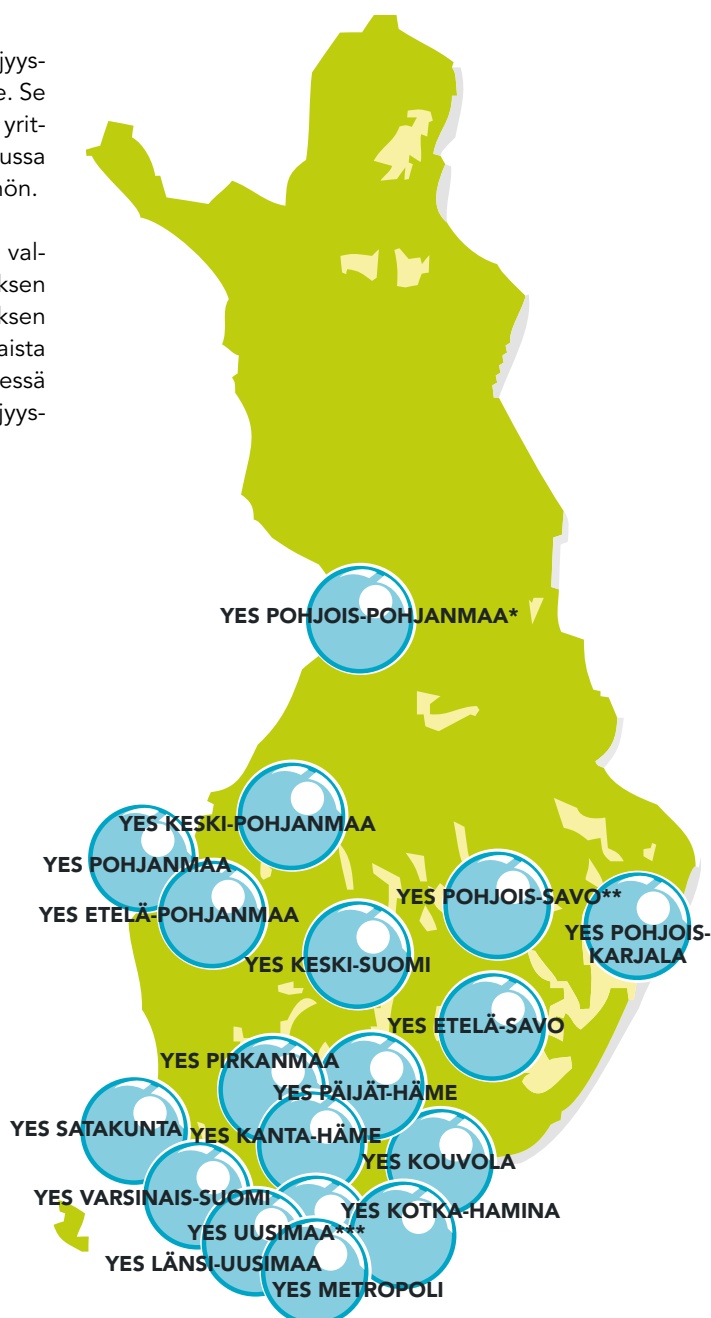 jyys-
e. Se
yrit-
ussa
nön.
val-
ksen
ksen
aista
essä
jyys-
YES POHJOIS-POHJANMAA*
YES KESKI-POHJANMAA
YES POHJANMAA
YES ETELÄ-POHJANMAA
YES POHJOIS-SAVO**
YES POHJOIS-
KARJALA
YES KESKI-SUOMI
YES ETELÄ-SAVO
YES PIRKANMAA
YES PÄIJÄT-HÄME
YES SATAKUNTA
YES KANTA-HÄME
YES KOUVOLA
YES VARSINAIS-SUOMI
YES KOTKA-HAMINA
YES UUSIMAA***
YES LÄNSI-UUSIMAA
YES METROPOLI